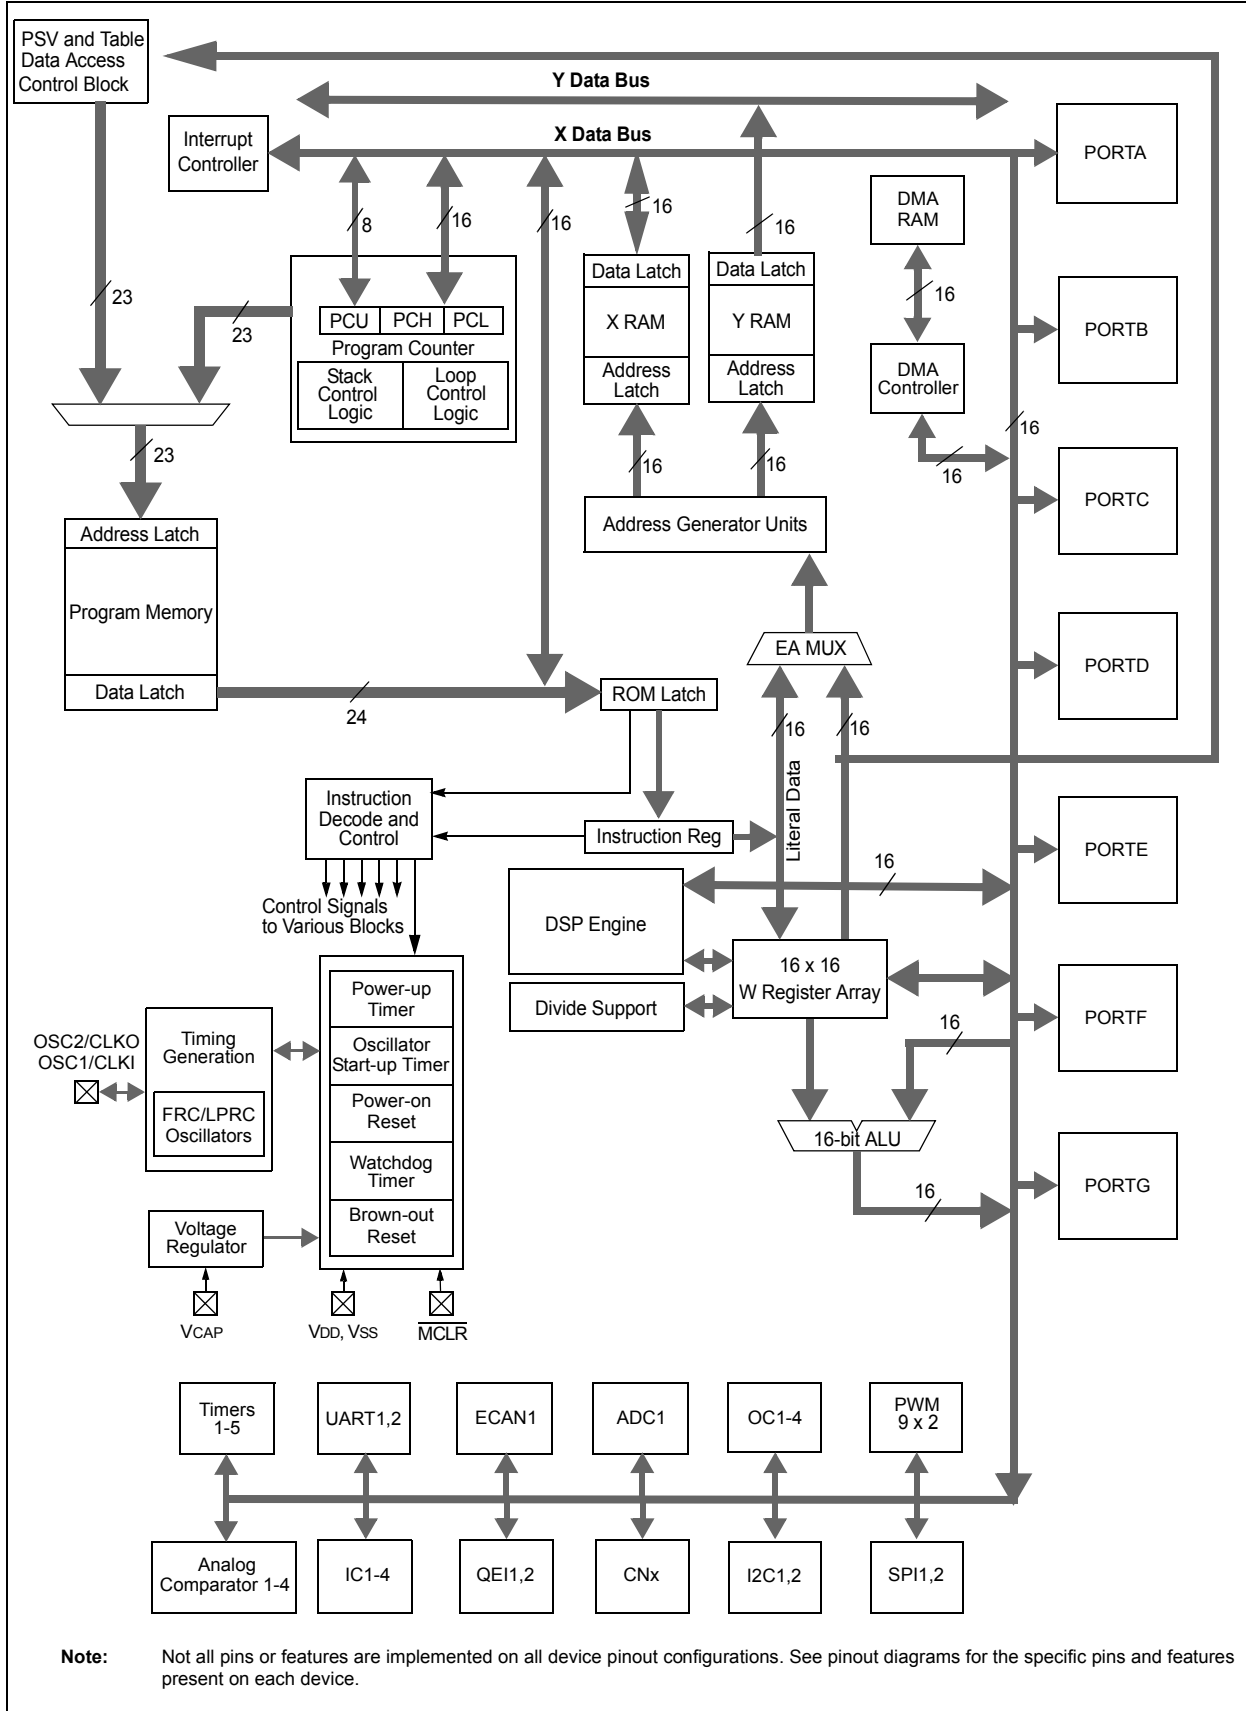 PSV and Table
Data Access
Control Block
Y Data Bus
Interrupt
Controller
X Data Bus
PORTA
8
16
16
16
16
DMA
RAM
23
23
16
PCU
PCH
PCL
Program Counter
Stack
Control
Logic
Loop
Control
Logic
Data Latch
X RAM
Address
Latch
Data Latch
Y RAM
Address
Latch
DMA
Controller
PORTB
23
16
16
16
16
Address Latch
Program Memory
Data Latch
Address Generator Units
PORTC
EA MUX
PORTD
24
ROM Latch
16
16
Literal Data
Instruction
Decode and
Control
Instruction Reg
PORTE
Control Signals
to Various Blocks
DSP Engine
16
16 x 16
W Register Array
Divide Support
PORTF
Power-up
Timer
Oscillator
Start-up Timer
Power-on
Reset
Watchdog
Timer
Brown-out
Reset
OSC2/CLKO
OSC1/CLKI
Timing
Generation
FRC/LPRC
Oscillators
16
16-bit ALU
16
PORTG
Voltage
Regulator
VCAP
VDD, VSS
MCLR
Timers
1-5
UART1,2
ECAN1
ADC1
OC1-4
PWM
9 x 2
Analog
Comparator 1-4
IC1-4
QEI1,2
CNx
I2C1,2
SPI1,2
Note: Not all pins or features are implemented on all device pinout configurations. See pinout diagrams for the specific pins and features
present on each device.